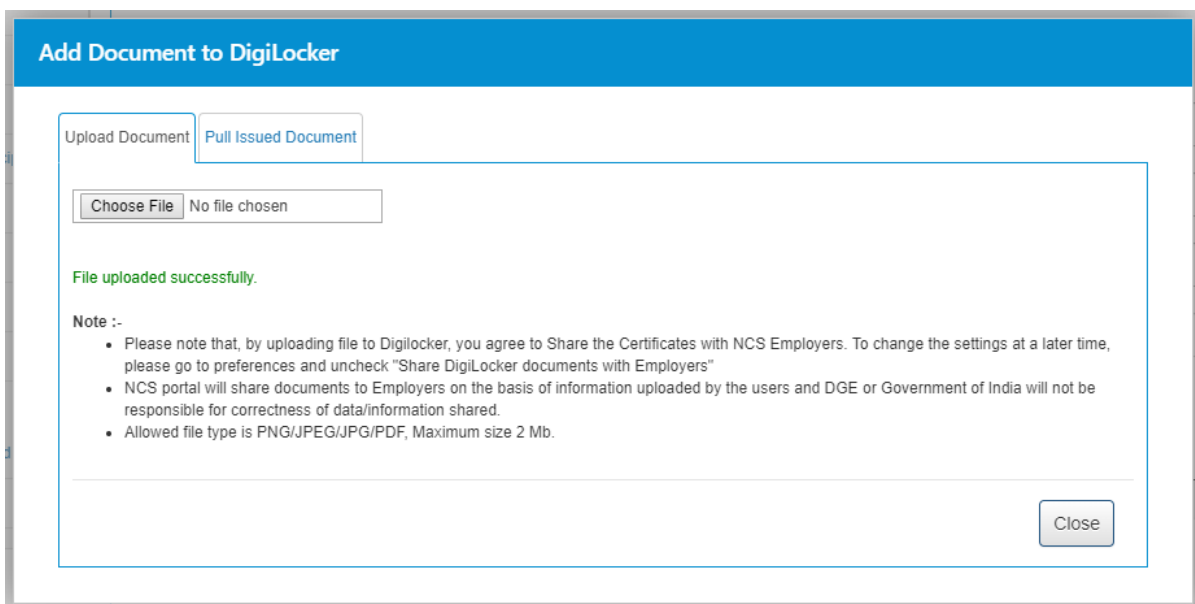 Add Document to DigiLocker
Upload Document
Pull Issued Document
Choose File No file chosen
File uploaded successfully.
Note :-
• Please note that, by uploading file to Digilocker, you agree to Share the Certificates with NCS Employers. To change the settings at a later time,
please go to preferences and uncheck "Share DigiLocker documents with Employers"
• NCS portal will share documents to Employers on the basis of information uploaded by the users and DGE or Government of India will not be
responsible for correctness of data/information shared.
• Allowed file type is PNG/JPEG/JPG/PDF, Maximum size 2 Mb.
Close